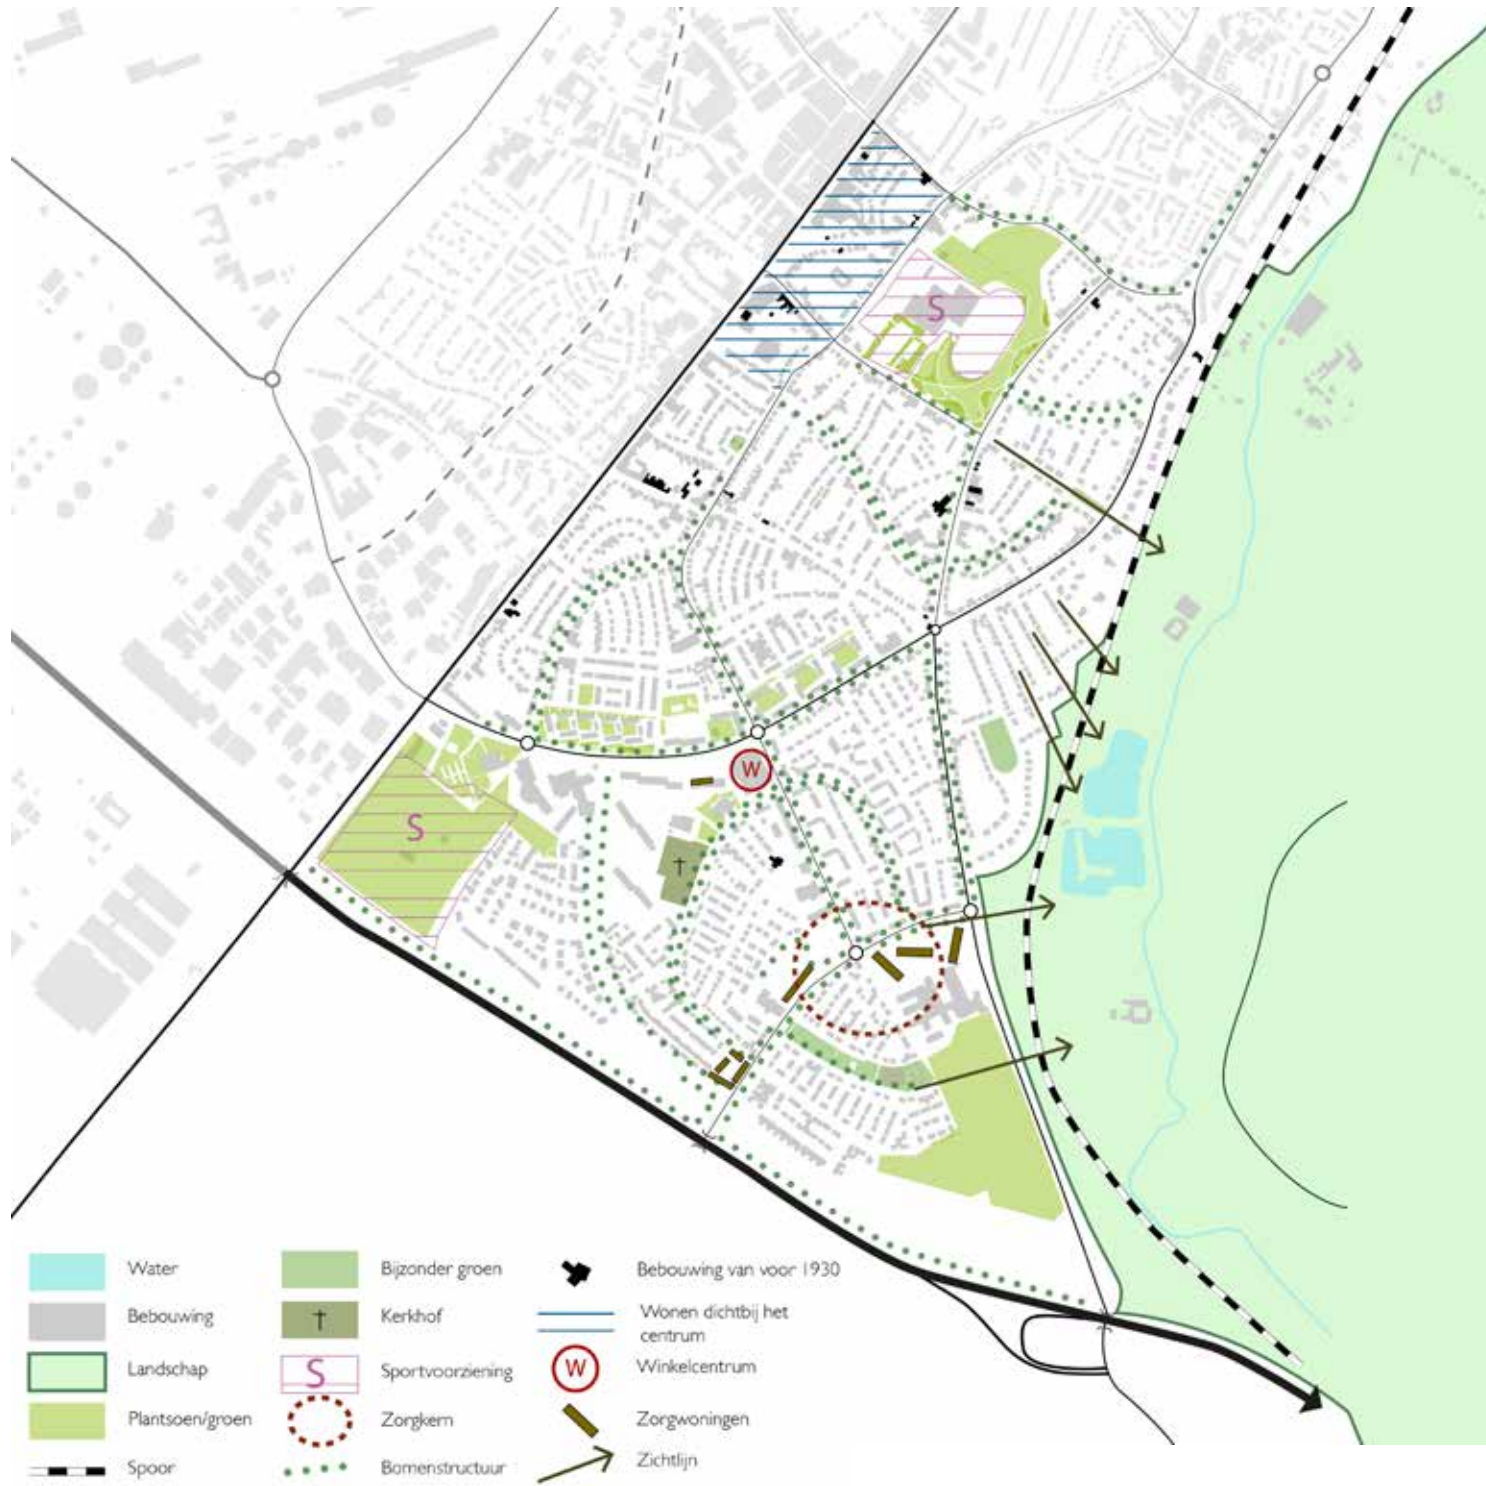 S
S
W
†
Water
Bijzonder groen
Bebouwing van voor 1930
Bebouwing
†
Kerkhof
Wonen dichtbij het
centrum
Landschap
S
Sportvoorziening
W
Winkelcentrum
Plantsoen/groen
Zorgkern
Zorgwoningen
Spoor
Bomenstructuur
Zichtlijn